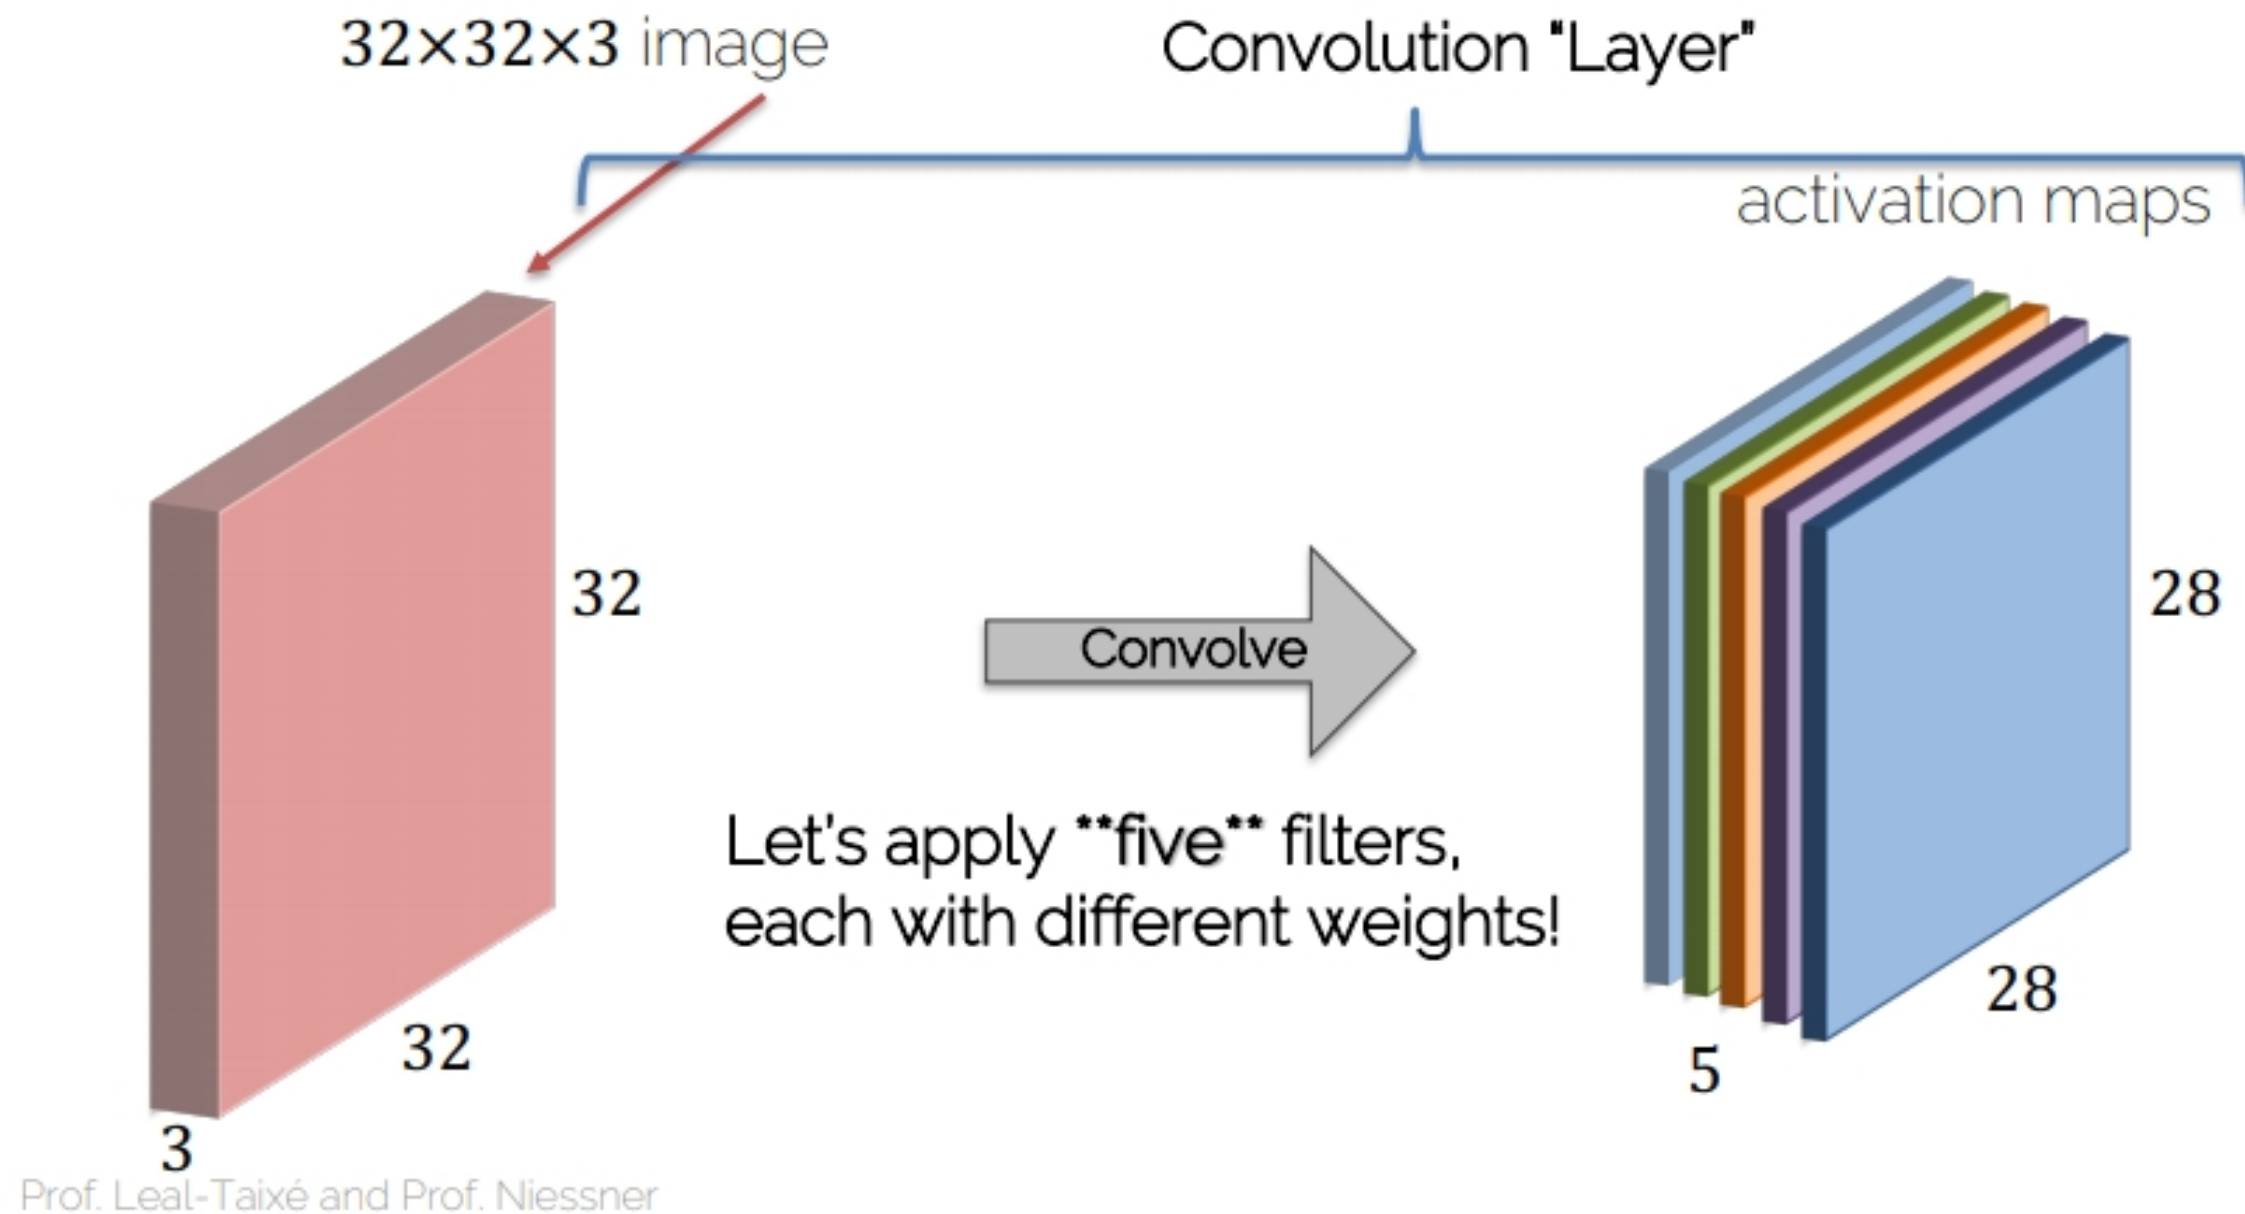 32×32×3 image
Convolution "Layer"
activation maps
32
32
3
Convolve
Let's apply **five** filters,
each with different weights!
28
28
5
Prof. Leal-Taixé and Prof. Niessner